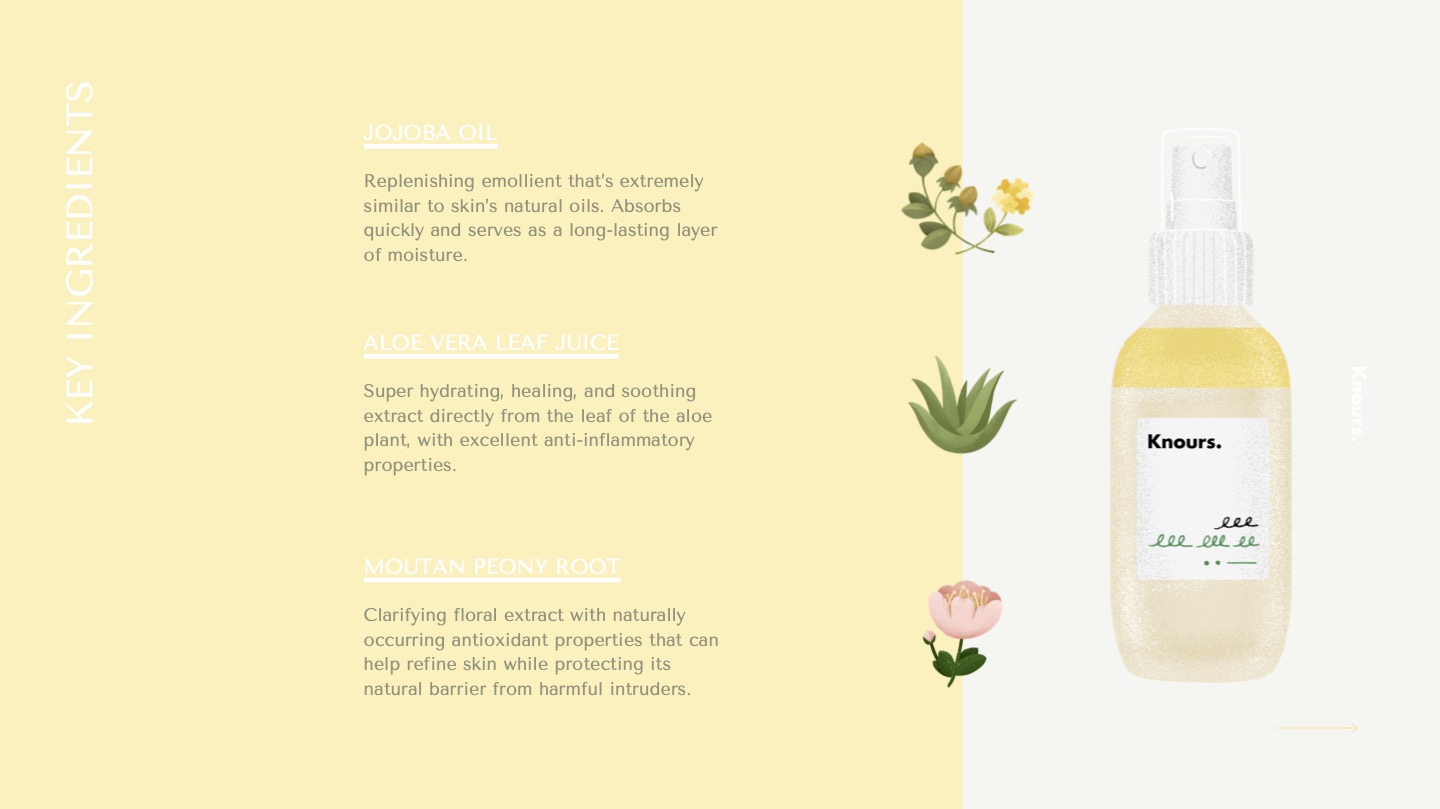 KEY INGREDIENTS
JOJOBA OIL
Replenishing emollient that's extremely
similar to skin's natural oils. Absorbs
quickly and serves as a long-lasting layer
of moisture.
ALOE VERA LEAF JUICE
Super hydrating, healing, and soothing
extract directly from the leaf of the aloe
plant, with excellent anti-inflammatory
properties.
MOUTAN PEONY ROOT
Clarifying floral extract with naturally
occurring antioxidant properties that can
help refine skin while protecting its
natural barrier from harmful intruders.
Knours.
Knours.